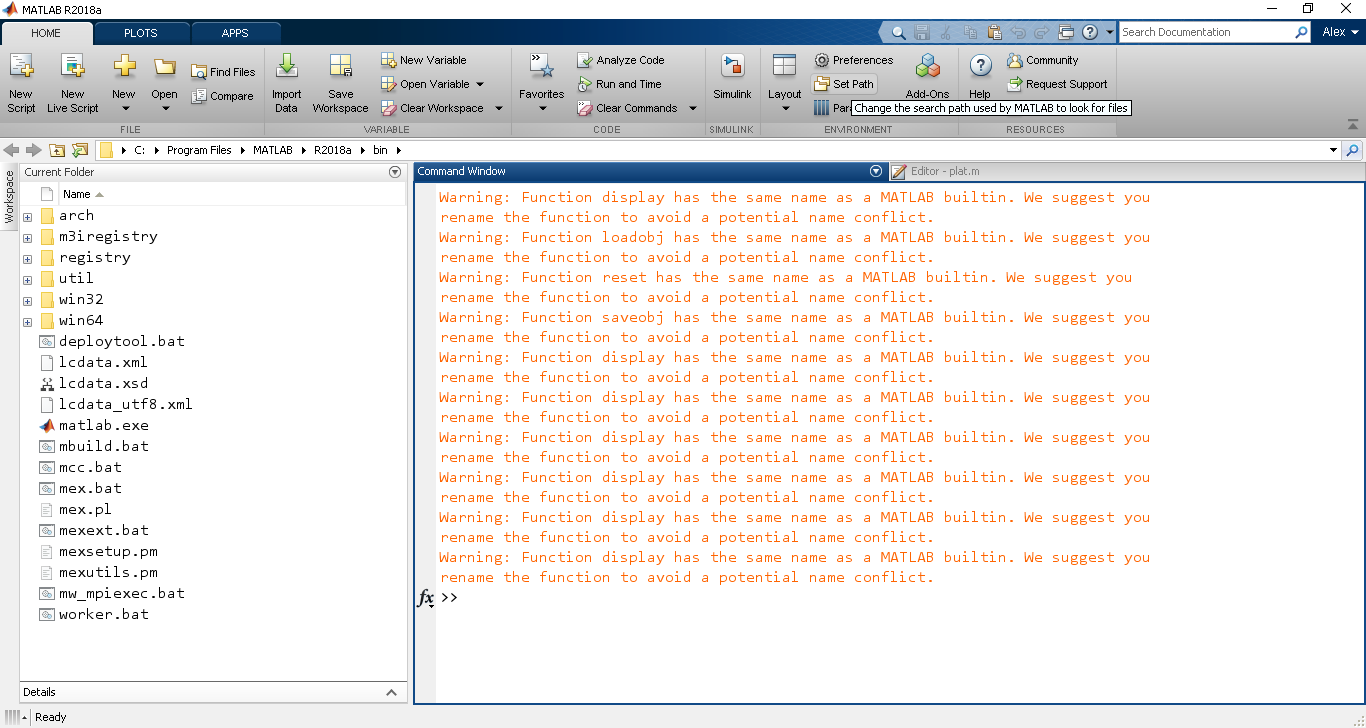 MATLAB R2018a
HOME PLOTS APPS
Search Documentation
Alex
New Script
New Live Script
New
Open
Find Files
Compare
FILE
Import Data
Save Workspace
New Variable
Open Variable
Clear Workspace
VARIABLE
Favorites
Analyze Code
Run and Time
Clear Commands
CODE
Simulink
SIMULINK
Layout
Preferences
Set Path
Add-Ons
ENVIRONMENT
Help
Community
Request Support
RESOURCES
Change the search path used by MATLAB to look for files
C: Program Files MATLAB R2018a bin
Workspace
Current Folder
Name
arch
m3iregistry
registry
util
win32
win64
deploytool.bat
lcdata.xml
lcdata.xsd
lcdata_utf8.xml
matlab.exe
mbuild.bat
mcc.bat
mex.bat
mex.pl
mexext.bat
mexsetup.pm
mexutils.pm
mw_mpiexec.bat
worker.bat
Details
Command Window
Editor - plat.m
Warning: Function display has the same name as a MATLAB builtin. We suggest you
rename the function to avoid a potential name conflict.
Warning: Function loadobj has the same name as a MATLAB builtin. We suggest you
rename the function to avoid a potential name conflict.
Warning: Function reset has the same name as a MATLAB builtin. We suggest you
rename the function to avoid a potential name conflict.
Warning: Function saveobj has the same name as a MATLAB builtin. We suggest you
rename the function to avoid a potential name conflict.
Warning: Function display has the same name as a MATLAB builtin. We suggest you
rename the function to avoid a potential name conflict.
Warning: Function display has the same name as a MATLAB builtin. We suggest you
rename the function to avoid a potential name conflict.
Warning: Function display has the same name as a MATLAB builtin. We suggest you
rename the function to avoid a potential name conflict.
Warning: Function display has the same name as a MATLAB builtin. We suggest you
rename the function to avoid a potential name conflict.
Warning: Function display has the same name as a MATLAB builtin. We suggest you
rename the function to avoid a potential name conflict.
Warning: Function display has the same name as a MATLAB builtin. We suggest you
rename the function to avoid a potential name conflict.
fx >>
Ready